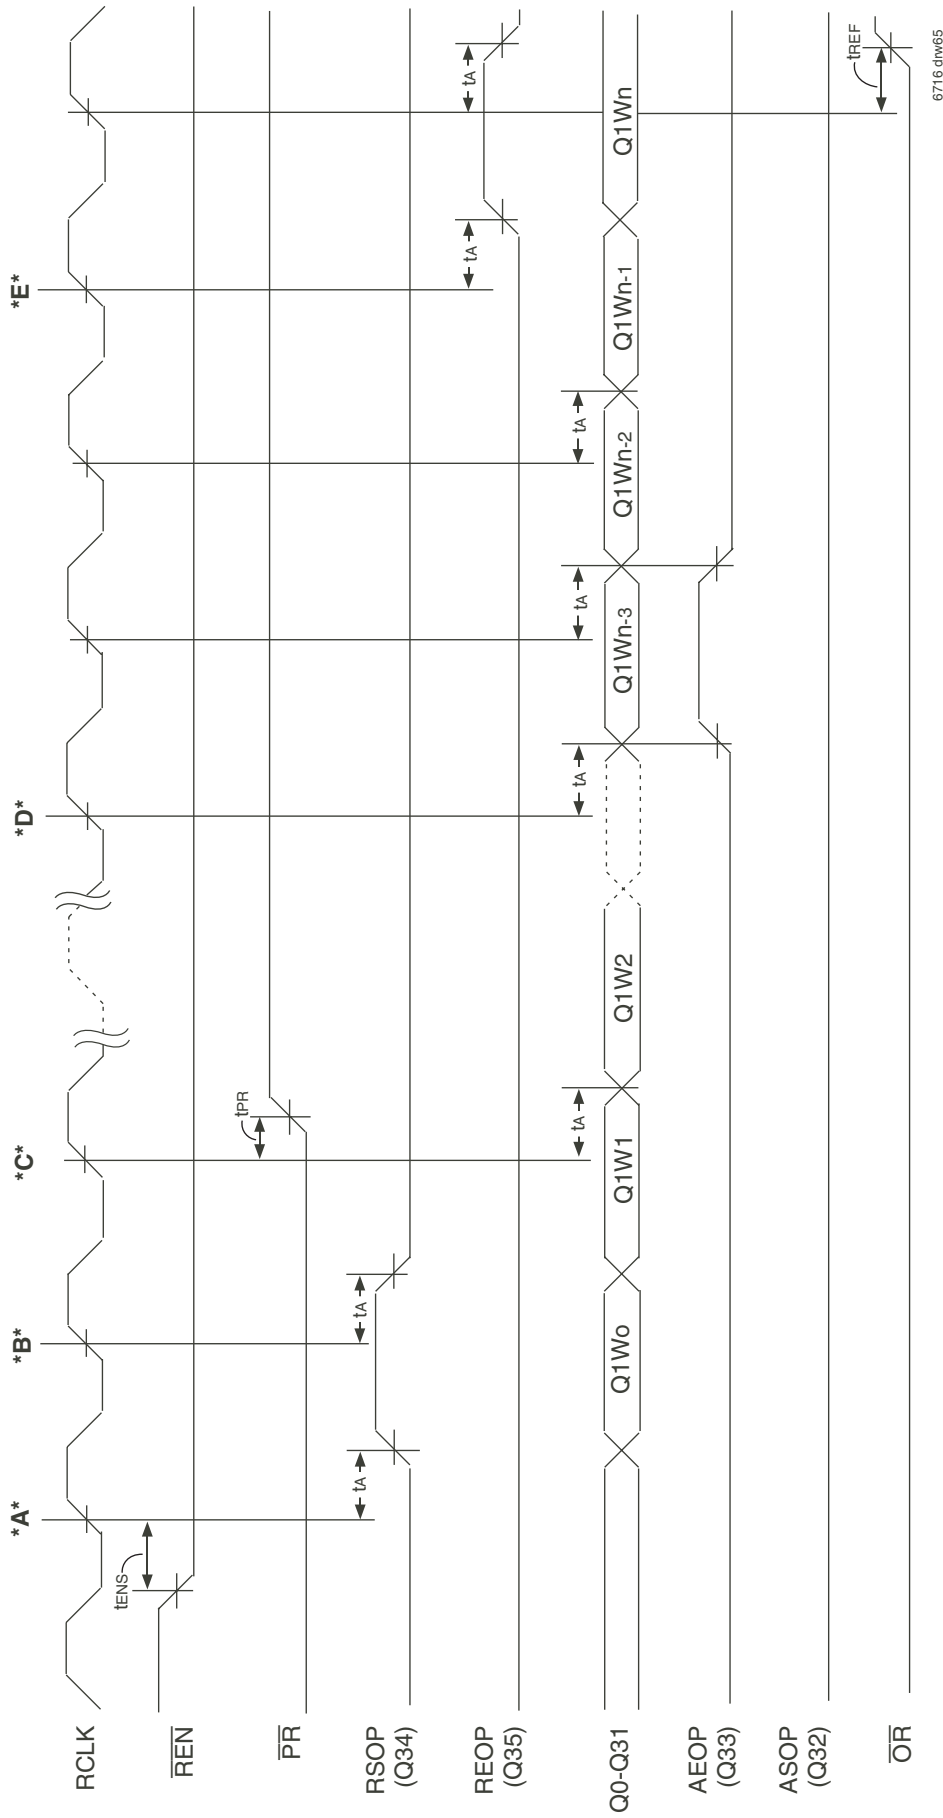 *A*
*B*
*C*
*D*
*E*
RCLK
tENS
REN
tPR
PR
RSOP
(Q34)
tA
tA
REOP
(Q35)
tA
tA
Q0-Q31
Q1Wo
Q1W1
tA
Q1W2
tA
Q1Wn-3
tA
Q1Wn-2
tA
Q1Wn-1
Q1Wn
AEOP
(Q33)
ASOP
(Q32)
OR
tREF
6716 drw65